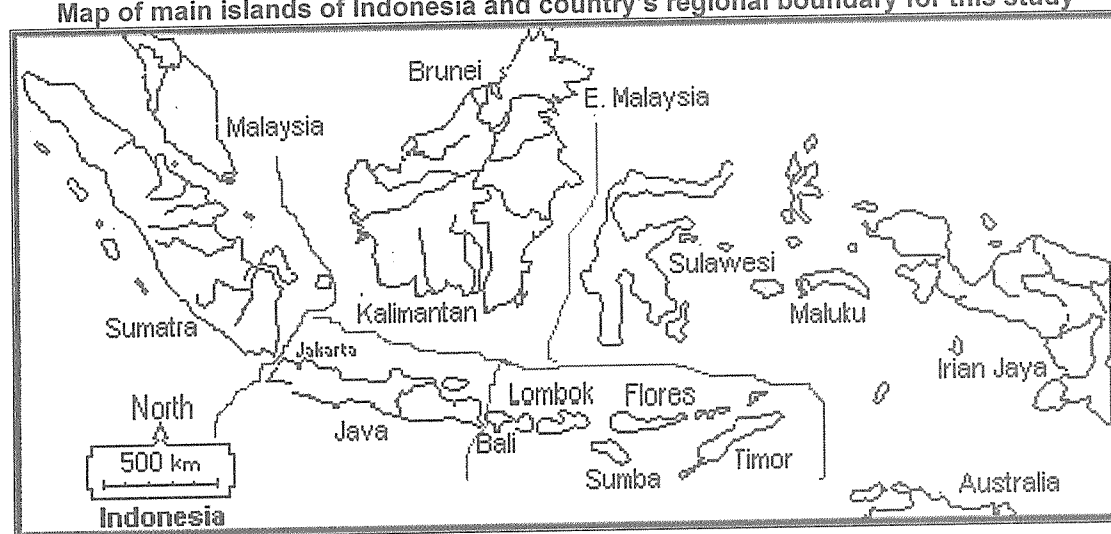 Map of main islands of Indonesia and country's regional boundary for this study
Brunei
E. Malaysia
Malaysia
Sulawesi
Kalimantan
Maluku
Sumatra
Jakarta
Irian Jaya
North
Lombok
Flores
Java
Bali
500 km
Sumba
Timor
Australia
Indonesia